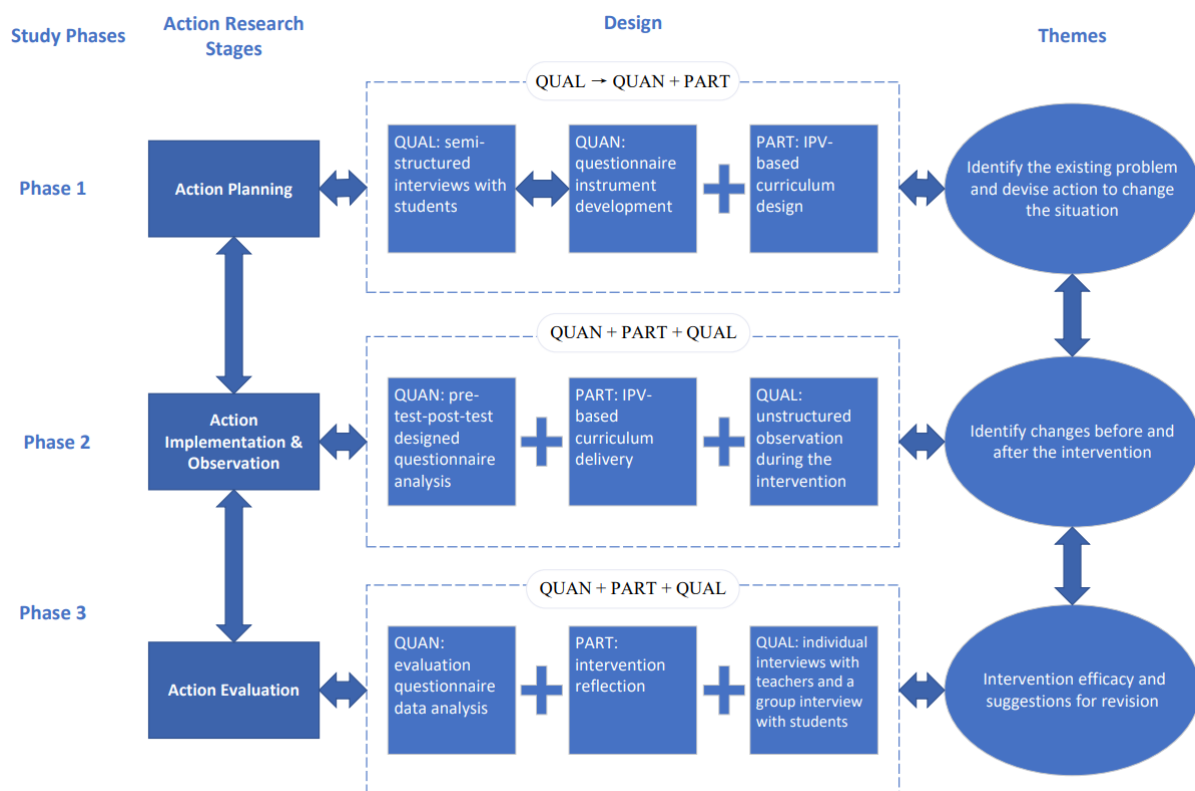 Study Phases
Action Research
Stages
Design
Themes
QUAL → QUAN + PART
Phase 1
Action Planning
QUAL: semi-
structured
interviews with
students
QUAN:
questionnaire
instrument
development
PART: IPV-
based
curriculum
design
Identify the existing problem
and devise action to change
the situation
QUAN + PART + QUAL
Phase 2
Action
Implementation &
Observation
QUAN: pre-
test-post-test
designed
questionnaire
analysis
PART: IPV-
based
curriculum
delivery
QUAL:
unstructured
observation
during the
intervention
Identify changes before and
after the intervention
QUAN + PART + QUAL
Phase 3
Action Evaluation
QUAN:
evaluation
questionnaire
data analysis
PART:
intervention
reflection
QUAL: individual
interviews with
teachers and a
group interview
with students
Intervention efficacy and
suggestions for revision